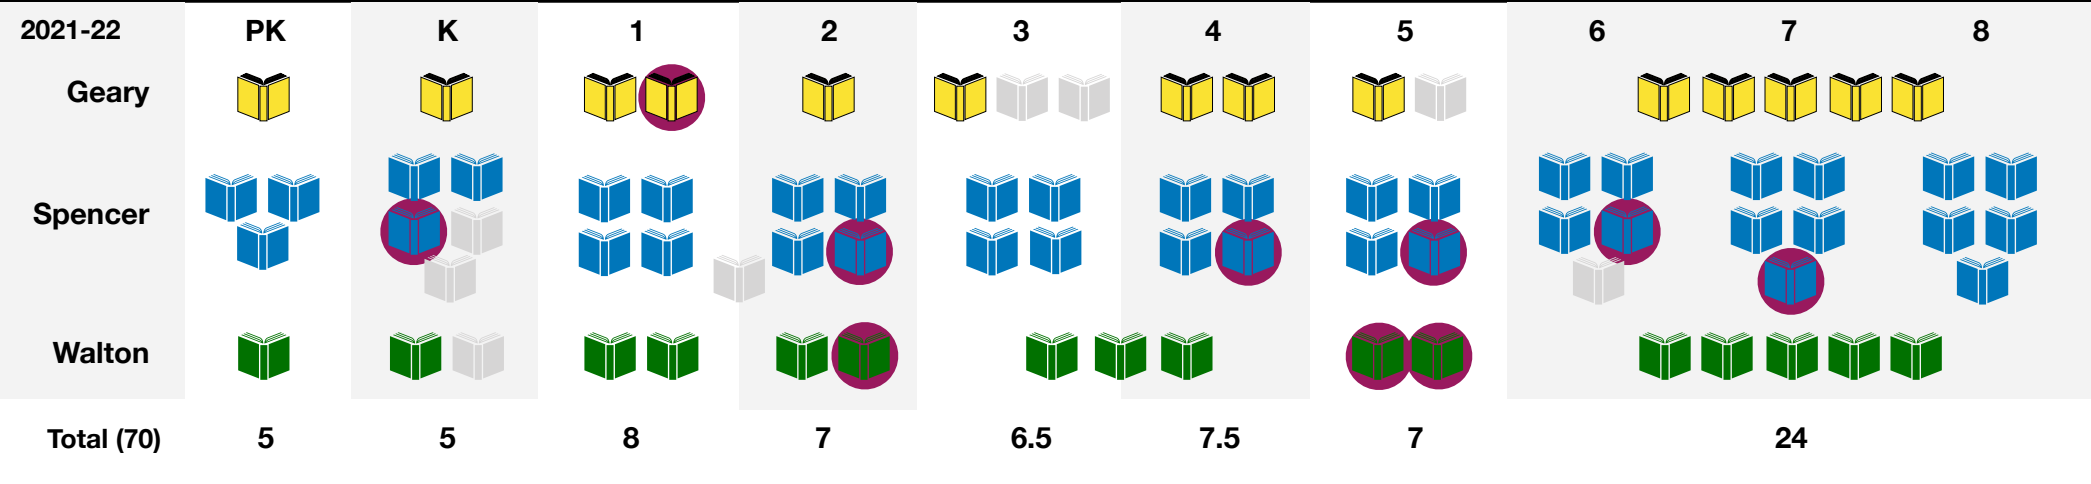 2021-22 PK K 1 2 3 4 5 6 7 8
Geary
Spencer
Walton
Total (70) 5 5 8 7 6.5 7.5 7 24